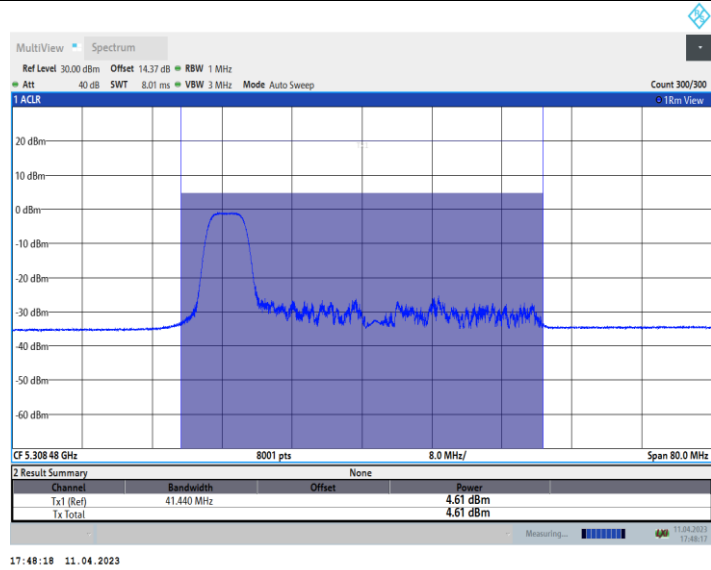 MultiView Spectrum
Ref Level 30.00 dBm Offset 14.37 dB RBW 1 MHz
Att 40 dB SWT 8.01 ms VBW 3 MHz Mode Auto Sweep Count 300/300
1 ACLR 1Rm View
20 dBm
10 dBm
0 dBm
-10 dBm
-20 dBm
-30 dBm
-40 dBm
-50 dBm
-60 dBm
CF 5.308 48 GHz 8001 pts 8.0 MHz/ Span 80.0 MHz
2 Result Summary None
Channel Bandwidth Offset Power
Tx1 (Ref) 41.440 MHz 4.61 dBm
Tx Total 4.61 dBm
Measuring... 11.04.2023
17:48:17
17:48:18 11.04.2023